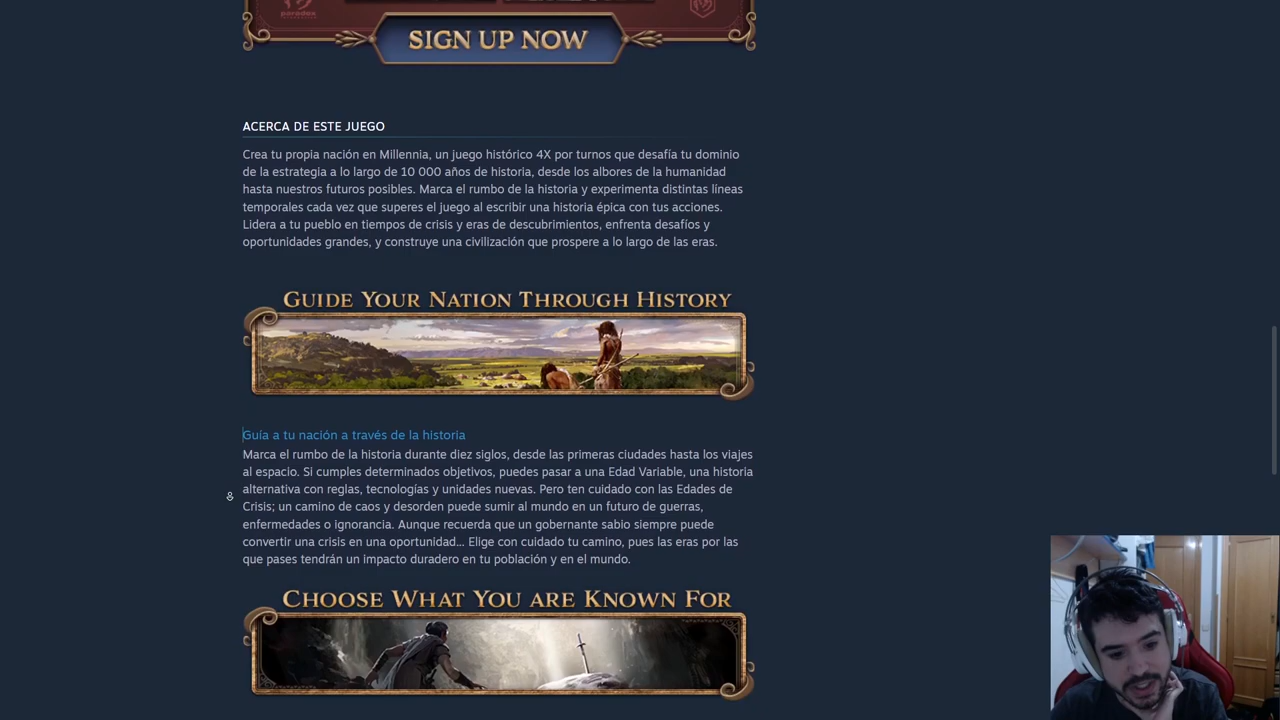 paradox
SIGN UP NOW
ACERCA DE ESTE JUEGO
Crea tu propia nación en Millennia, un juego histórico 4X por turnos que desafía tu dominio
de la estrategia a lo largo de 10 000 años de historia, desde los albores de la humanidad
hasta nuestros futuros posibles. Marca el rumbo de la historia y experimenta distintas líneas
temporales cada vez que superes el juego al escribir una historia épica con tus acciones.
Lidera a tu pueblo en tiempos de crisis y eras de descubrimientos, enfrenta desafíos y
oportunidades grandes, y construye una civilización que prospere a lo largo de las eras.
GUIDE YOUR NATION THROUGH HISTORY
Guía a tu nación a través de la historia
Marca el rumbo de la historia durante diez siglos, desde las primeras ciudades hasta los viajes
al espacio. Si cumples determinados objetivos, puedes pasar a una Edad Variable, una historia
alternativa con reglas, tecnologías y unidades nuevas. Pero ten cuidado con las Edades de
Crisis; un camino de caos y desorden puede sumir al mundo en un futuro de guerras,
enfermedades o ignorancia. Aunque recuerda que un gobernante sabio siempre puede
convertir una crisis en una oportunidad... Elige con cuidado tu camino, pues las eras por las
que pases tendrán un impacto duradero en tu población y en el mundo.
CHOOSE WHAT YOU ARE KNOWN FOR